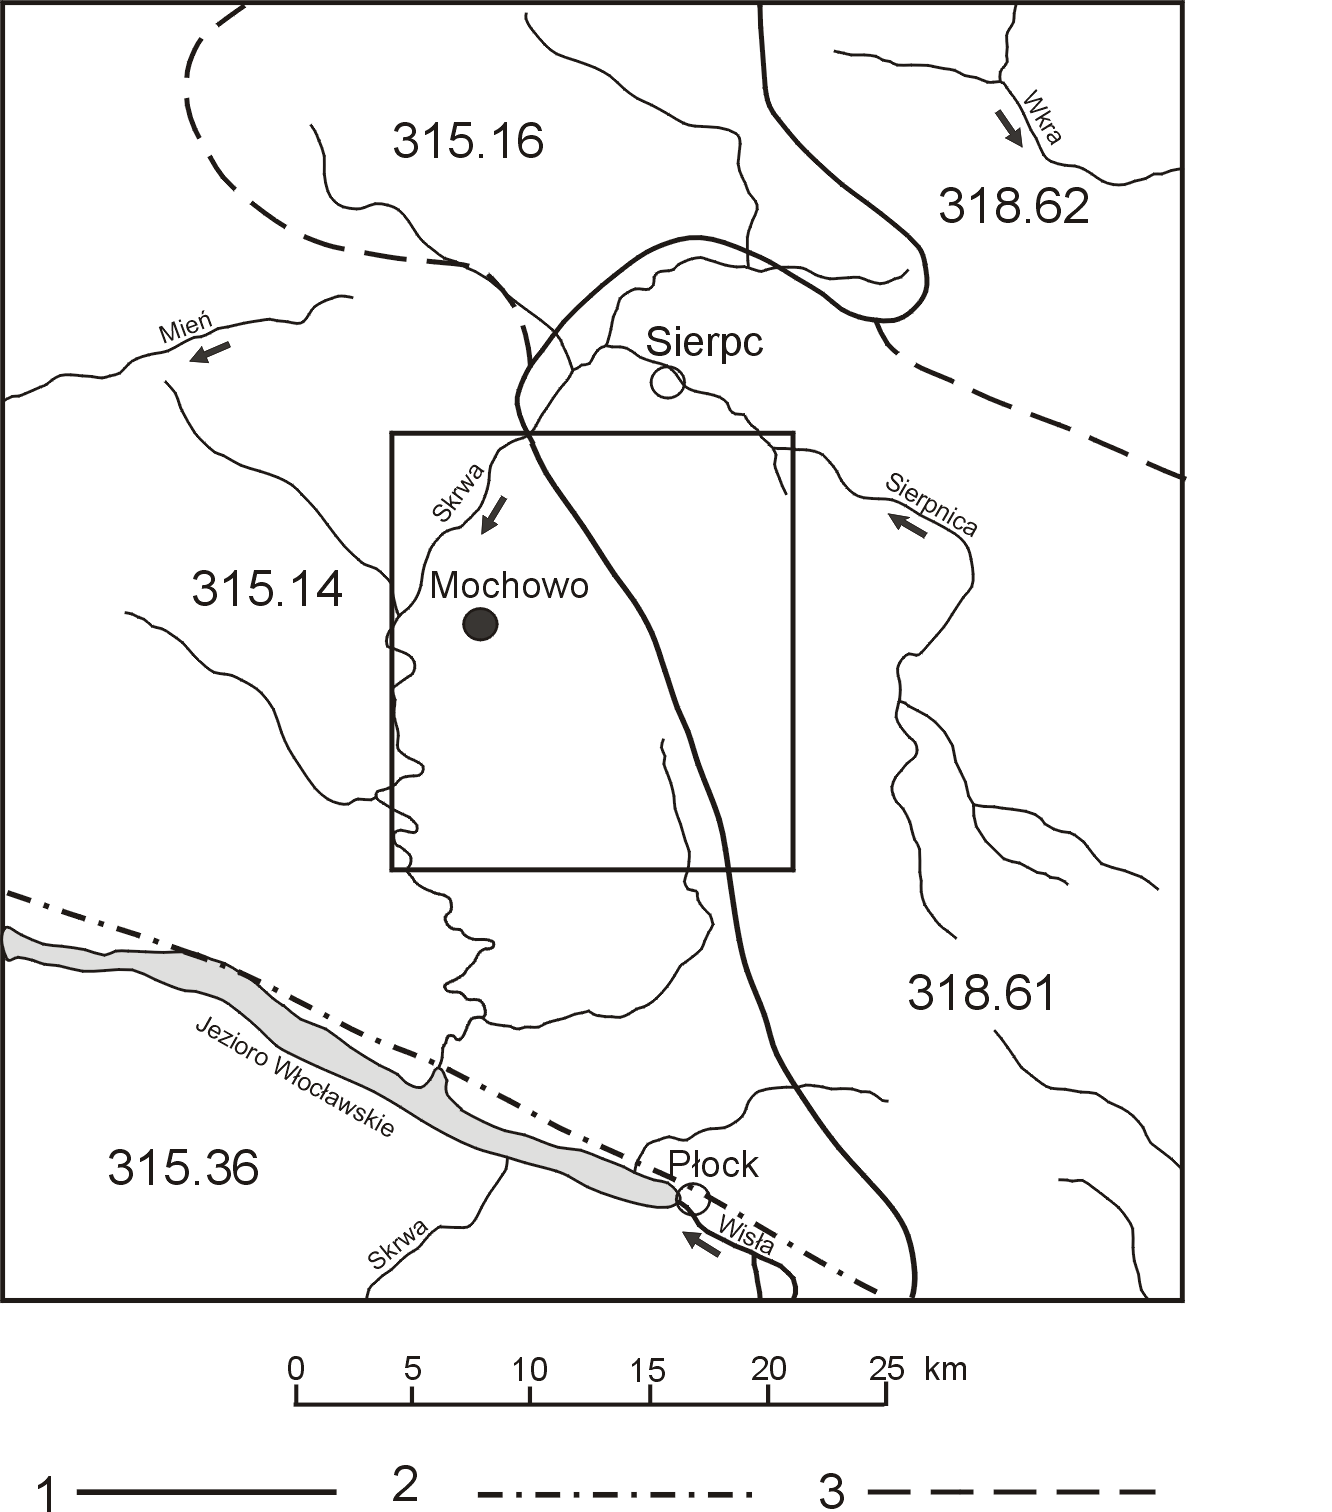 Wkra
315.16
318.62
Mień
Sierpc
Skrwa
Sierpnica
Mochowo
315.14
318.61
Jezioro Włocławskie
315.36
Płock
Wisła
Skrwa
0 5 10 15 20 25 km
1 2 3